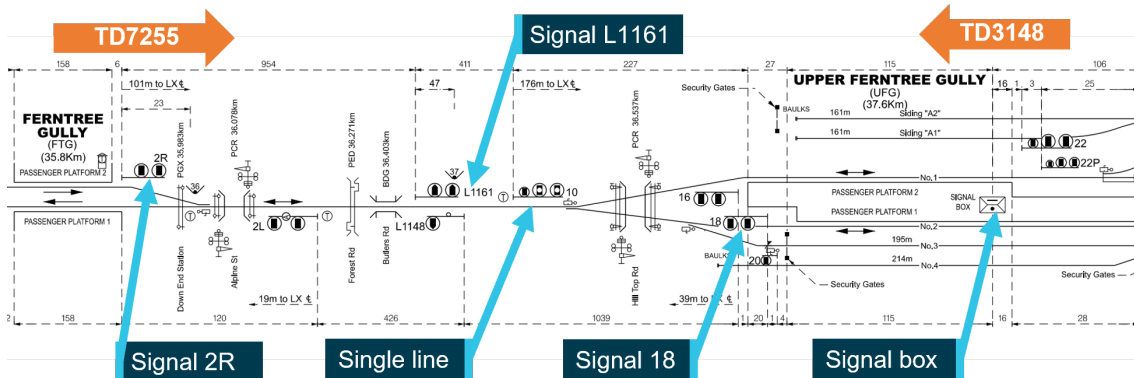 Signal L1161
TD7255
TD3148
158
6
954
411
227
27
115
106
101m to LX ℄
47
176m to LX ℄
UPPER FERNTREE GULLY
(UFG)
(37.6Km)
16
1
3
25
Security Gates
BAULKS
23
FERNTREE
GULLY
(FTG)
(35.8Km)
PASSENGER PLATFORM 2
2R
PGX 35.983km
36
PCR 36.078km
PED 36.271km
BDG 36.403km
37
L1161
T
10
PCR 36.537km
161m
Siding "A2"
161m
Siding "A1"
22
22P
No.1
PASSENGER PLATFORM 2
16
SIGNAL
BOX
PASSENGER PLATFORM 1
PASSENGER PLATFORM 1
T
2L
T
L1148
18
No.2
195m
No.3
214m
No.4
BAULKS
20
Security Gates
Security Gates
Down End Station
Alpine St
Forest Rd
Butlers Rd
Top Rd
19m to LX ℄
39m to LX ℄
2
158
120
426
1039
1
20
1
4
115
16
28
Signal 2R
Single line
Signal 18
Signal box